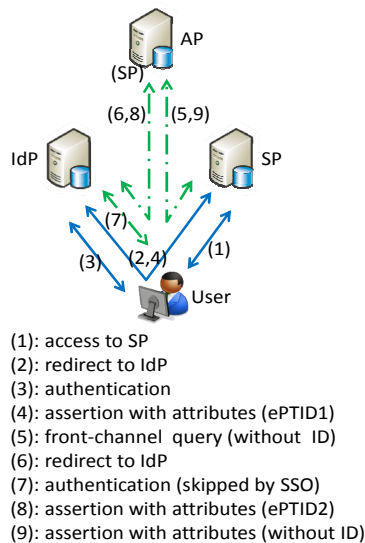 AP
(SP)
(6,8)
(5,9)
IdP
SP
(7)
(1)
(3)
(2,4)
User
(1): access to SP
(2): redirect to IdP
(3): authentication
(4): assertion with attributes (ePTID1)
(5): front-channel query (without ID)
(6): redirect to IdP
(7): authentication (skipped by SSO)
(8): assertion with attributes (ePTID2)
(9): assertion with attributes (without ID)